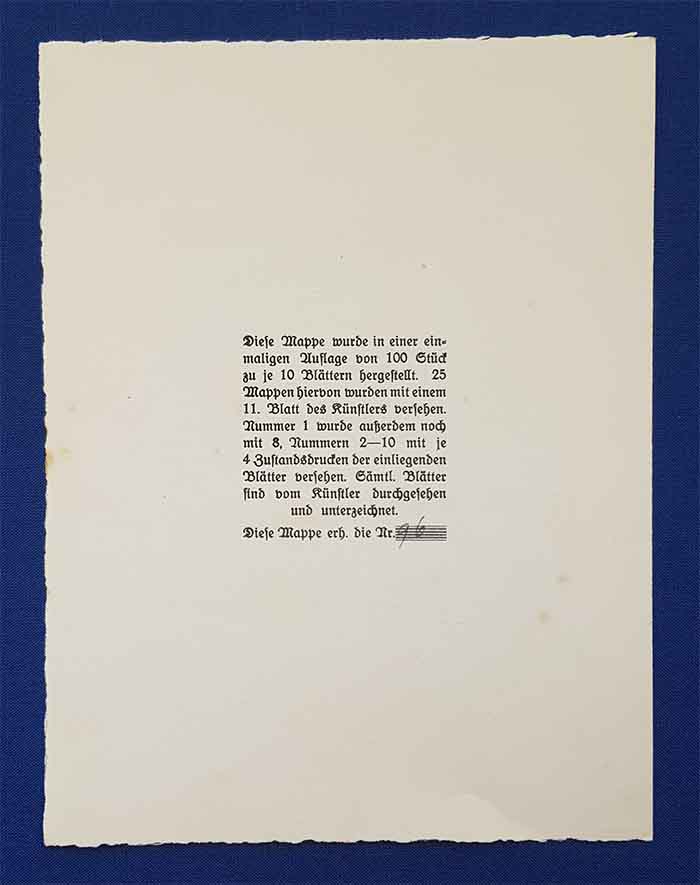 Diese Mappe wurde in einer ein-
maligen Auflage von 100 Stück
zu je 10 Blättern hergestellt. 25
Mappen hiervon wurden mit einem
11. Blatt des Künstlers versehen.
Nummer 1 wurde außerdem noch
mit 8, Nummern 2—10 mit je
4 Zustandsdrucken der einliegenden
Blätter versehen. Sämtl. Blätter
sind vom Künstler durchgesehen
und unterzeichnet.
Diese Mappe erh. die Nr. 96